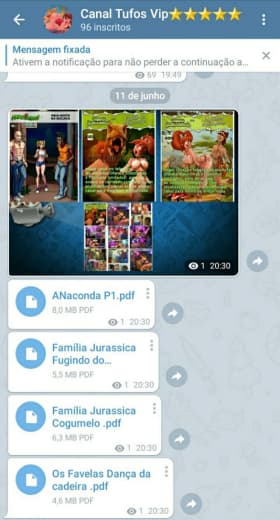 Canal Tufos Vip⭐⭐⭐⭐⭐
96 inscritos
Mensagem fixada
Ativem a notificação para não perder a continuação a...
69 19:49
11 de junho
1 20:30
ANaconda P1.pdf
8,0 MB PDF
1 20:30
Família Jurassica
Fugindo do...
5,5 MB PDF
1 20:30
Família Jurassica
Cogumelo .pdf
6,3 MB PDF
1 20:30
Os Favelas Dança da
cadeira .pdf
4,6 MB PDF
1 20:30